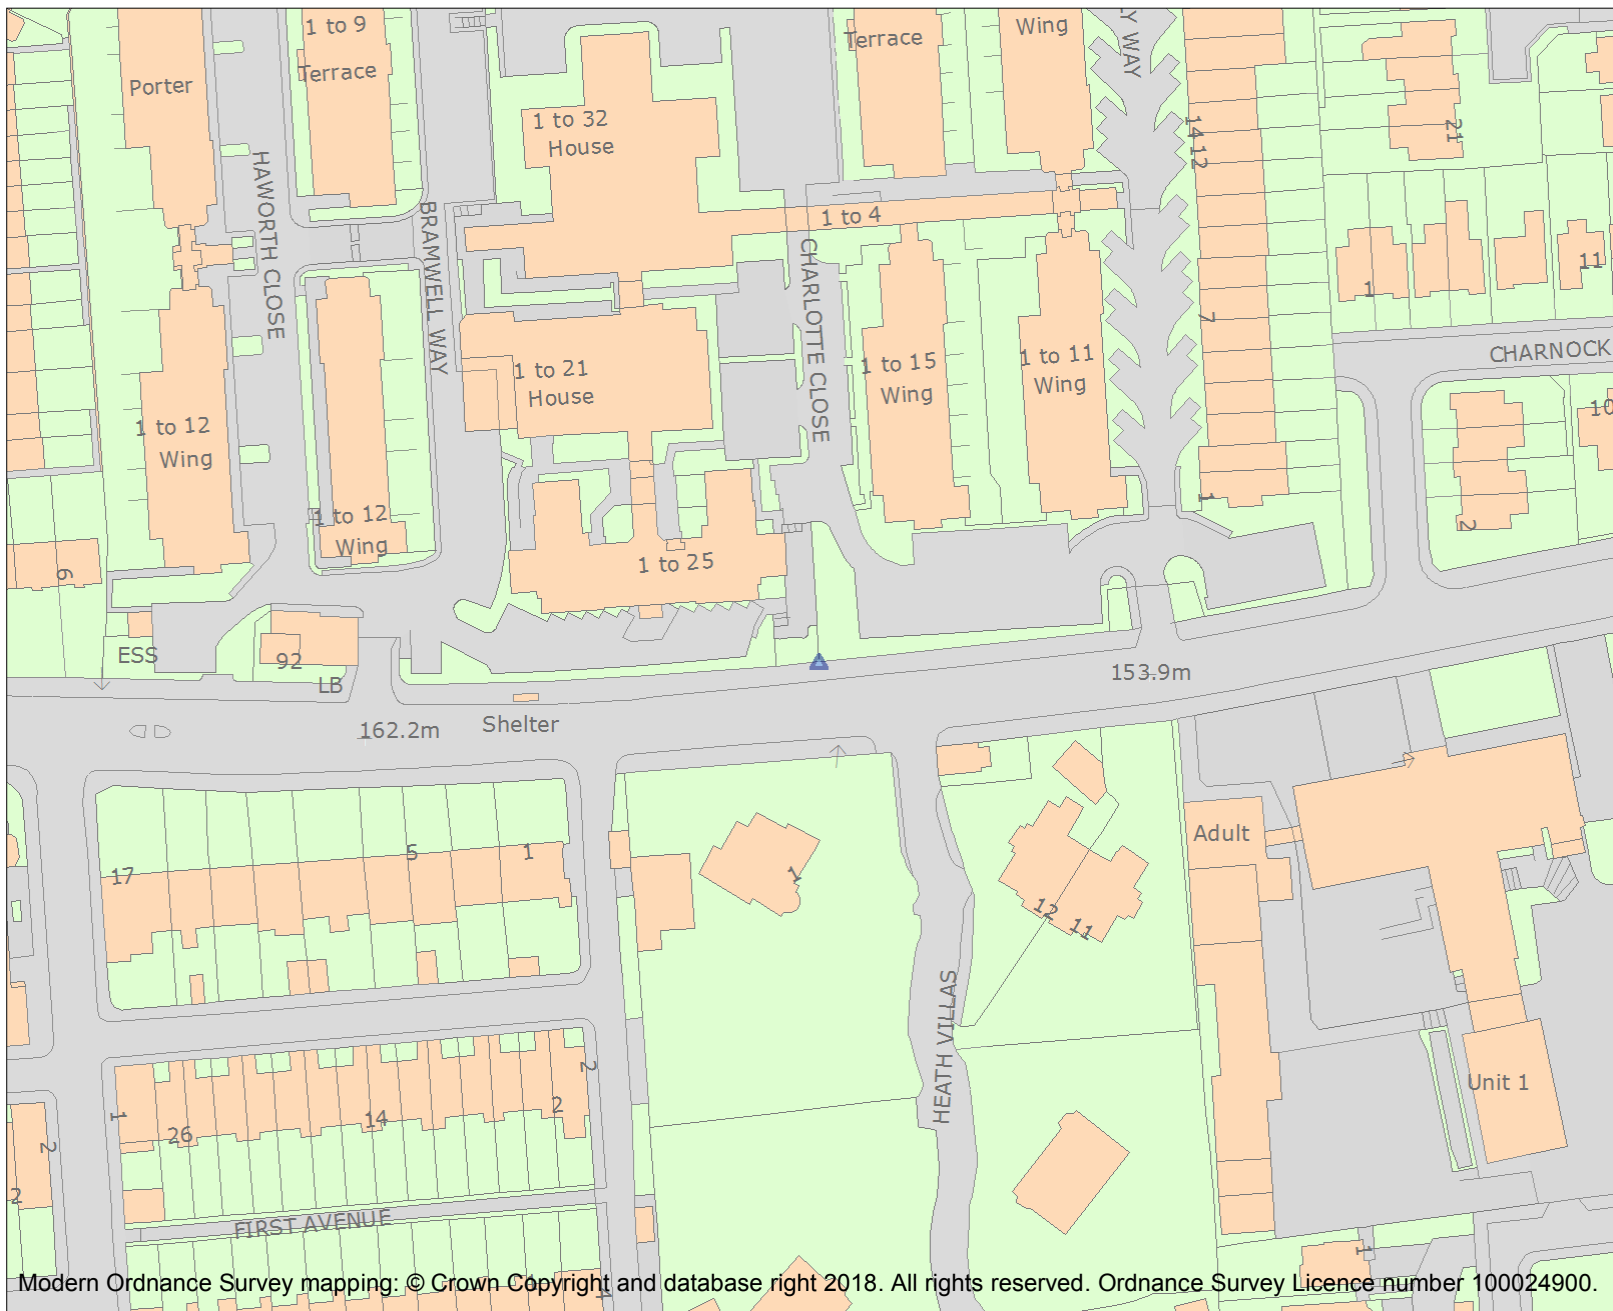 1 to 9
Terrace
Porter
1 to 32
House
Terrace
Wing
LY WAY
14
12
21
HAWORTH CLOSE
BRAMWELL WAY
1 to 4
CHARLOTTE CLOSE
1
11
7
CHARNOCK
1 to 21
House
1 to 15
Wing
1 to 11
Wing
10
1 to 12
Wing
1 to 12
Wing
1
2
6
1 to 25
ESS
92
LB
153.9m
162.2m
Shelter
Adult
17
5
1
1
12
11
HEATH VILLAS
2
1
26
14
2
Unit 1
2
2
FIRST AVENUE
1
Modern Ordnance Survey mapping: © Crown Copyright and database right 2018. All rights reserved. Ordnance Survey Licence number 100024900.